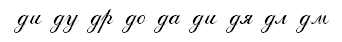 ди ду др до да ди дя дл дм